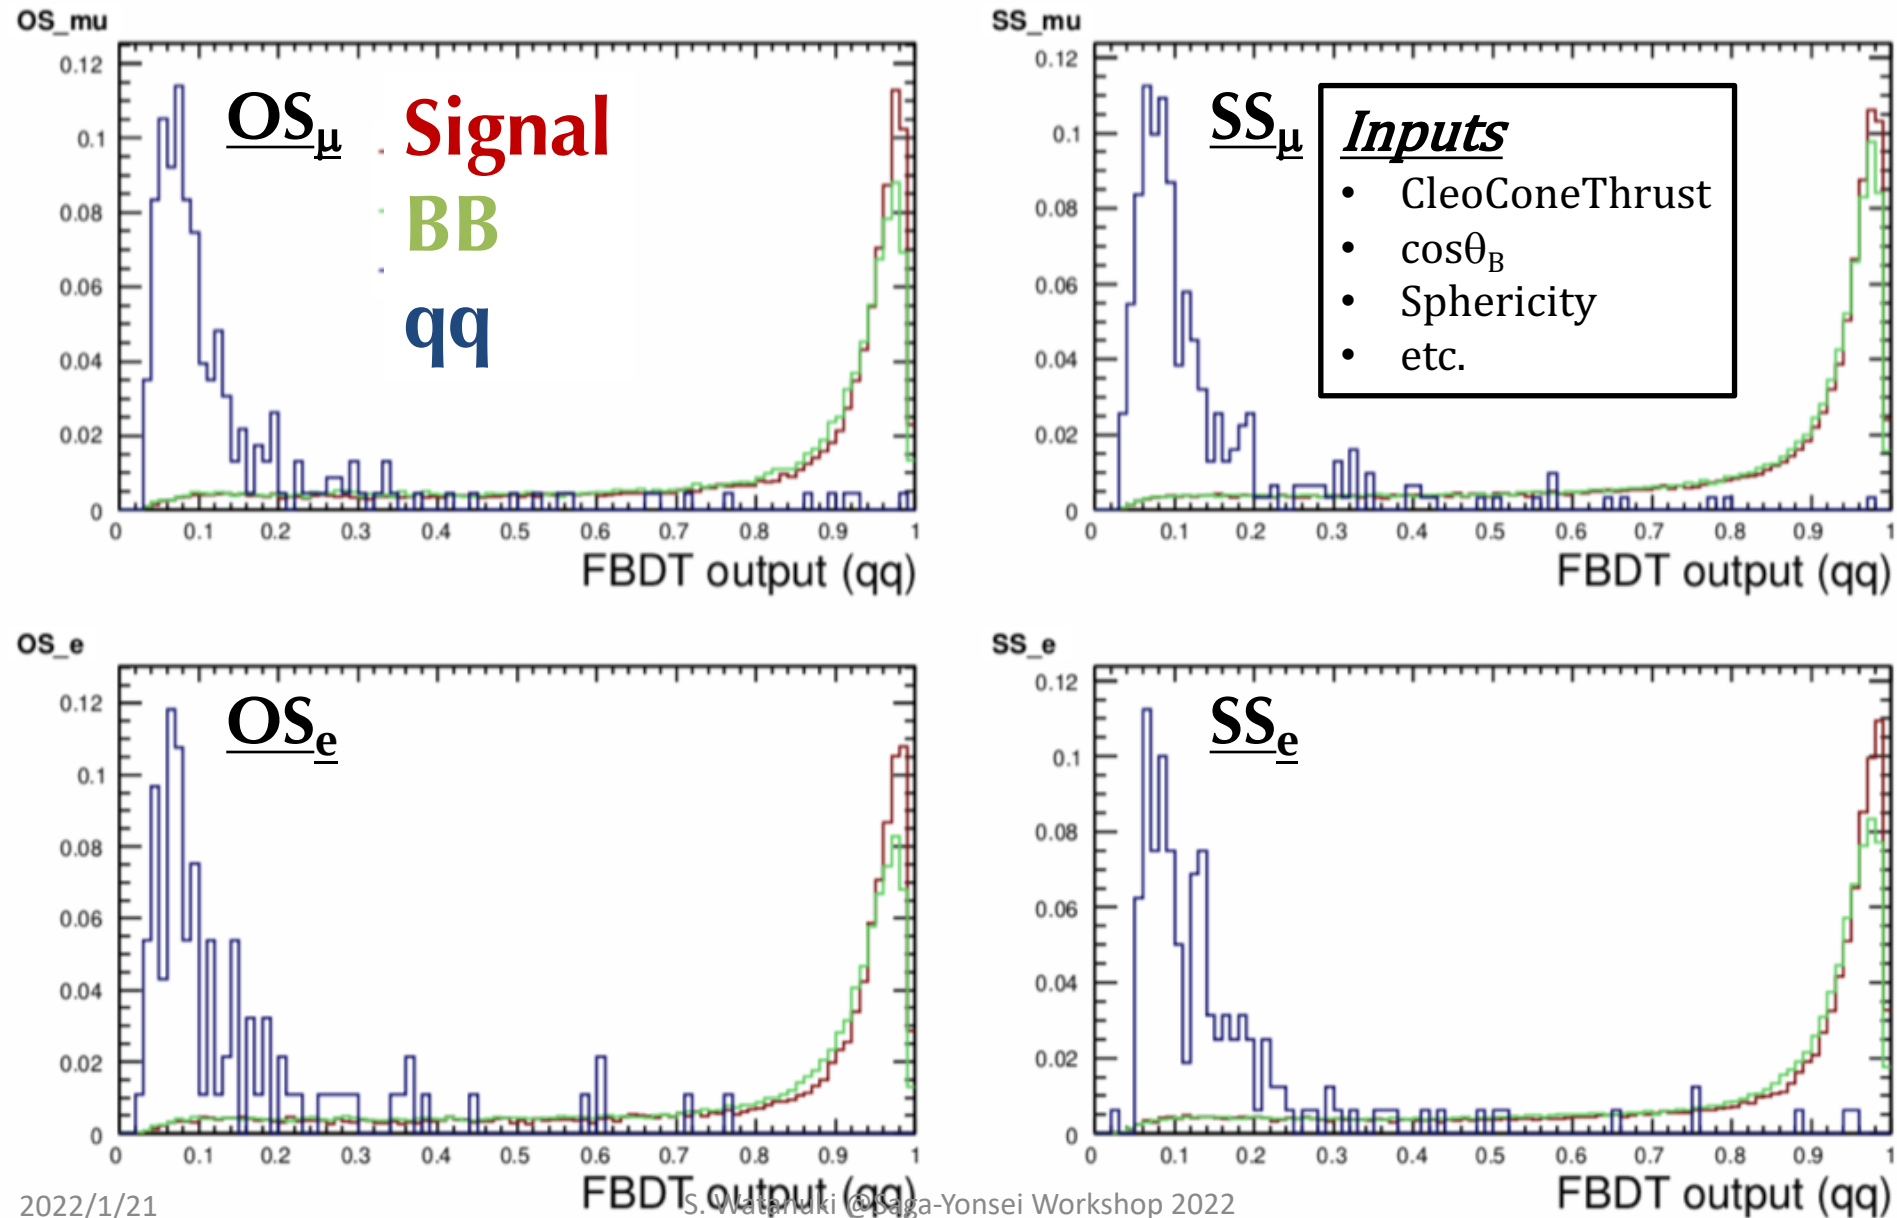 OS_mu
0.12
0.1
0.08
0.06
0.04
0.02
0
OSμ
Signal
BB
qq
0 0.1 0.2 0.3 0.4 0.5 0.6 0.7 0.8 0.9 1
FBDT output (qq)
SS_mu
0.12
0.1
0.08
0.06
0.04
0.02
0
SSμ
Inputs
• CleoConeThrust
• cosθB
• Sphericity
• etc.
0 0.1 0.2 0.3 0.4 0.5 0.6 0.7 0.8 0.9 1
FBDT output (qq)
OS_e
0.12
0.1
0.08
0.06
0.04
0.02
0
OSe
0 0.1 0.2 0.3 0.4 0.5 0.6 0.7 0.8 0.9 1
FBDT output (qq)
SS_e
0.12
0.1
0.08
0.06
0.04
0.02
0
SSe
0 0.1 0.2 0.3 0.4 0.5 0.6 0.7 0.8 0.9 1
FBDT output (qq)
2022/1/21
S. Watanuki @Saga-Yonsei Workshop 2022